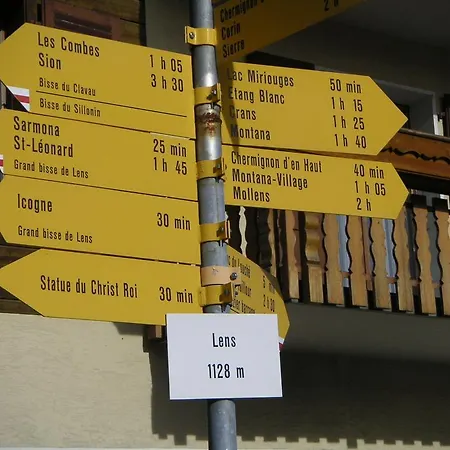 Les Combes 1 h 05
Sion 3 h 30
Bisse du Clavau
Bisse du Sillonin
Sarmona 25 min
St-Léonard 1 h 45
Grand bisse de Lens
Icogne 30 min
Grand bisse de Lens
Statue du Christ Roi 30 min
Chermignon d
2 h
Corin
Sierre
Lac Miriouges 50 min
Etang Blanc 1 h 15
Crans 1 h 25
Montana 1 h 40
Chermignon d'en Haut 40 min
Montana-Village 1 h 05
Mollens 2 h
Lens
1128 m